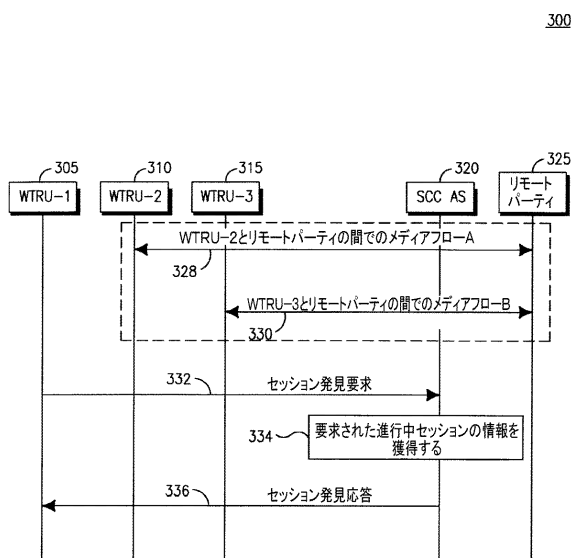 300
305
310
315
320
325
WTRU-1
WTRU-2
WTRU-3
SCC AS
リモート
パーティ
WTRU-2とリモートパーティの間でのメディアフローA
328
WTRU-3とリモートパーティの間でのメディアフローB
330
332
セッション発見要求
334
要求された進行中セッションの情報を
獲得する
336
セッション発見応答